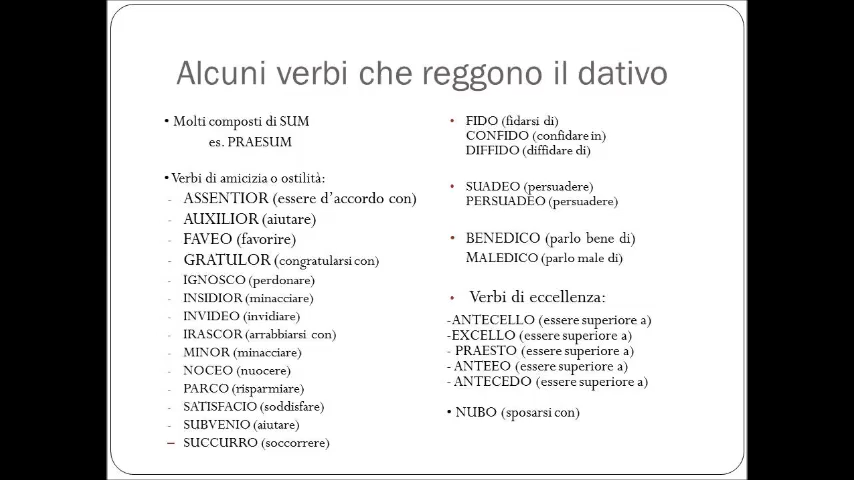 Alcuni verbi che reggono il dativo
• Molti composti di SUM
es. PRAESUM
• Verbi di amicizia o ostilità:
- ASSENTIOR (essere d'accordo con)
- AUXILIOR (aiutare)
- FAVEO (favorire)
- GRATULOR (congratularsi con)
- IGNOSCO (perdonare)
- INSIDIOR (minacciare)
- INVIDEO (invidiare)
- IRASCOR (arrabbiarsi con)
- MINOR (minacciare)
- NOCEO (nuocere)
- PARCO (risparmiare)
- SATISFACIO (soddisfare)
- SUBVENIO (aiutare)
– SUCCURRO (soccorrere)
• FIDO (fidarsi di)
CONFIDO (confidare in)
DIFFIDO (diffidare di)
• SUADEO (persuadere)
PERSUADEO (persuadere)
• BENEDICO (parlo bene di)
MALEDICO (parlo male di)
• Verbi di eccellenza:
-ANTECELLO (essere superiore a)
-EXCELLO (essere superiore a)
- PRAESTO (essere superiore a)
- ANTEEO (essere superiore a)
- ANTECEDO (essere superiore a)
• NUBO (sposarsi con)